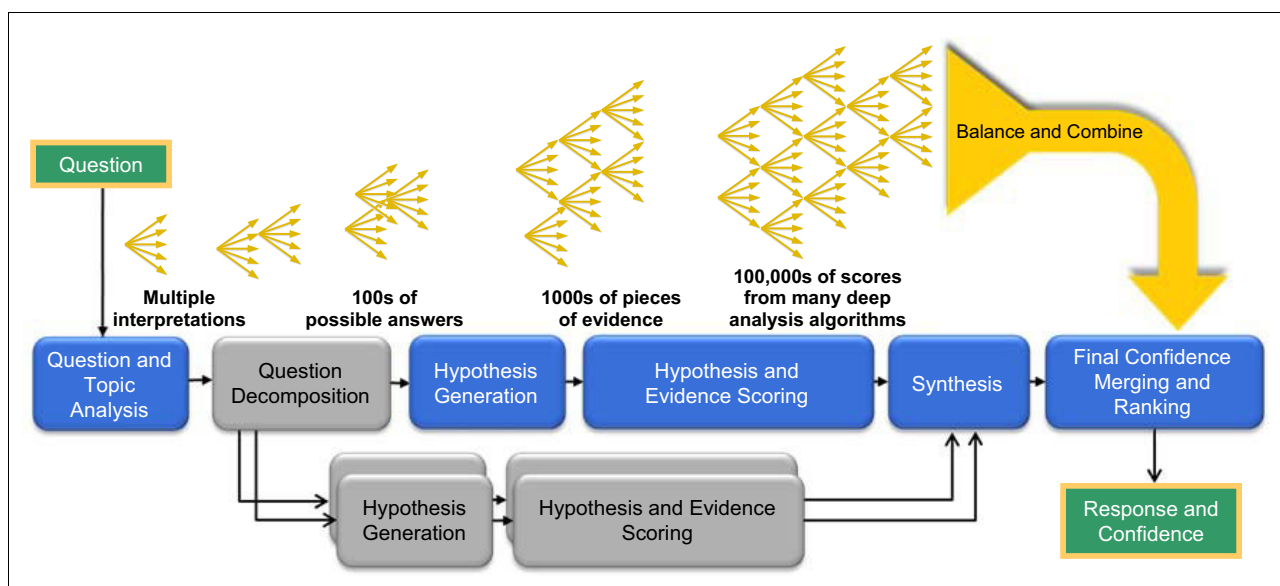 Question
Balance and Combine
Multiple
interpretations
100s of
possible answers
1000s of pieces
of evidence
100,000s of scores
from many deep
analysis algorithms
Question and
Topic
Analysis
Question
Decomposition
Hypothesis
Generation
Hypothesis and
Evidence Scoring
Synthesis
Final Confidence
Merging and
Ranking
Hypothesis
Generation
Hypothesis and Evidence
Scoring
Response and
Confidence